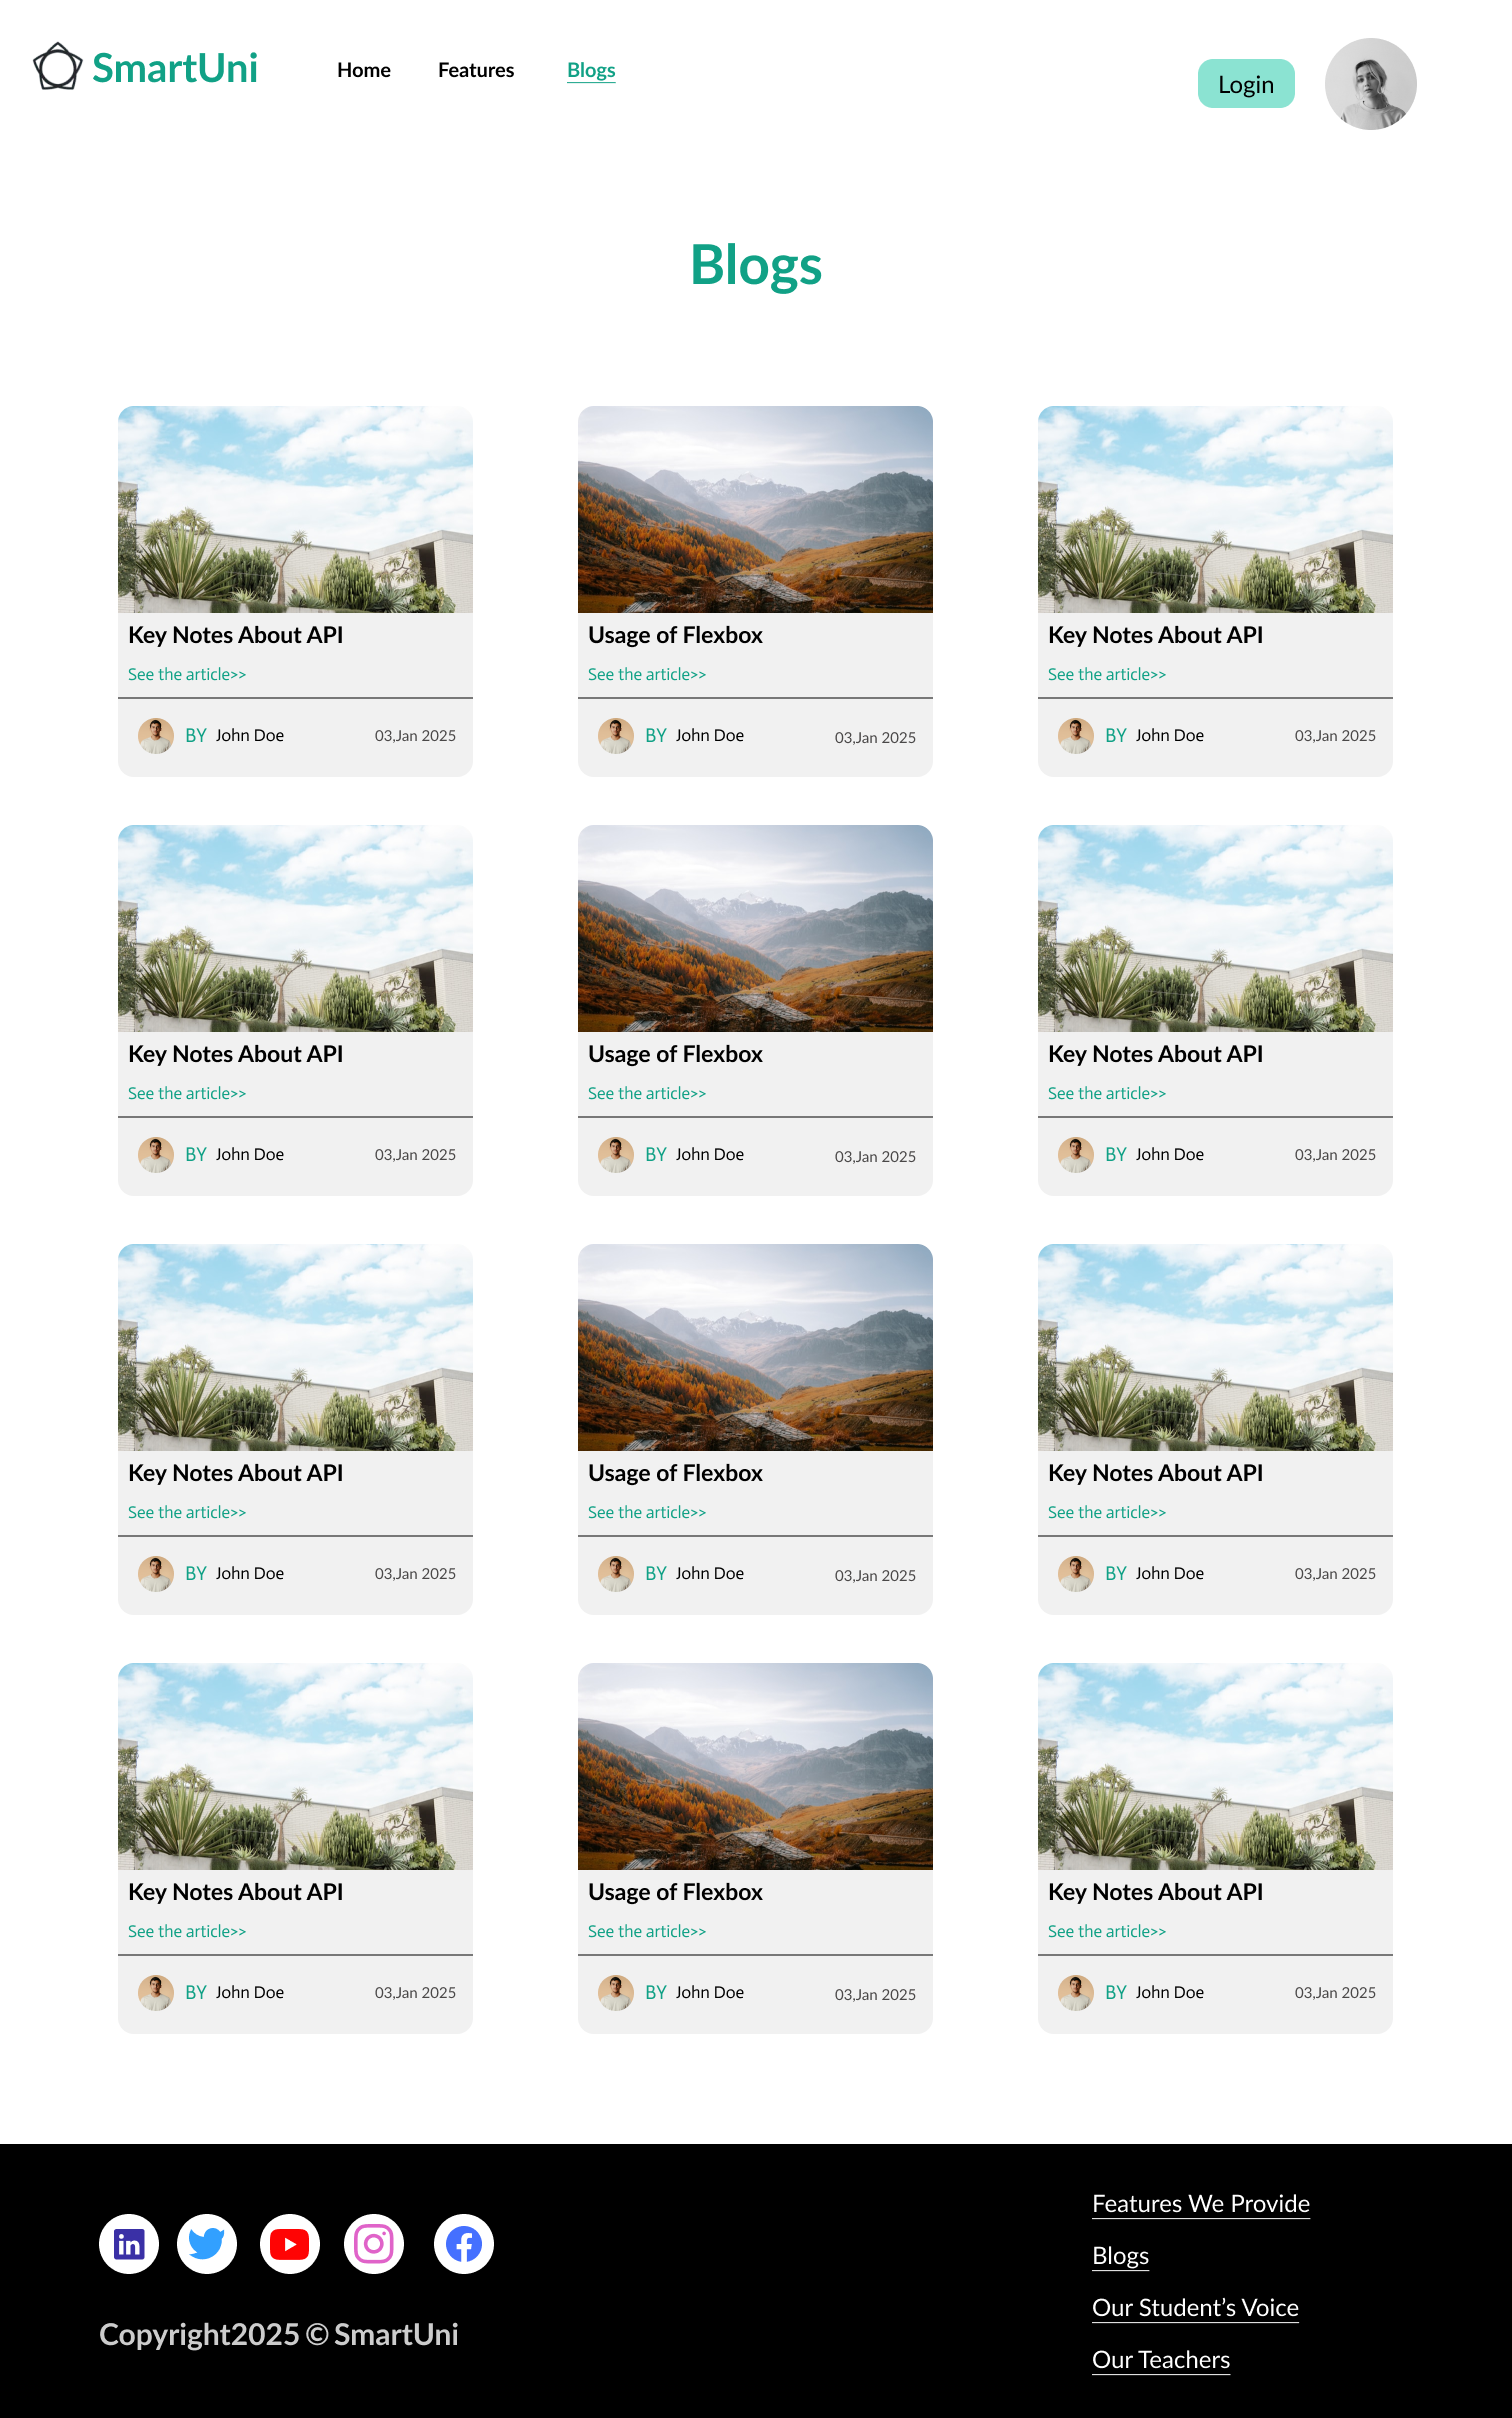 SmartUni
Home Features Blogs
Login
Blogs
Key Notes About API
See the article>>
BY John Doe 03,Jan 2025
Usage of Flexbox
See the article>>
BY John Doe 03,Jan 2025
Key Notes About API
See the article>>
BY John Doe 03,Jan 2025
Key Notes About API
See the article>>
BY John Doe 03,Jan 2025
Usage of Flexbox
See the article>>
BY John Doe 03,Jan 2025
Key Notes About API
See the article>>
BY John Doe 03,Jan 2025
Key Notes About API
See the article>>
BY John Doe 03,Jan 2025
Usage of Flexbox
See the article>>
BY John Doe 03,Jan 2025
Key Notes About API
See the article>>
BY John Doe 03,Jan 2025
Key Notes About API
See the article>>
BY John Doe 03,Jan 2025
Usage of Flexbox
See the article>>
BY John Doe 03,Jan 2025
Key Notes About API
See the article>>
BY John Doe 03,Jan 2025
in
Copyright2025 © SmartUni
Features We Provide
Blogs
Our Student’s Voice
Our Teachers